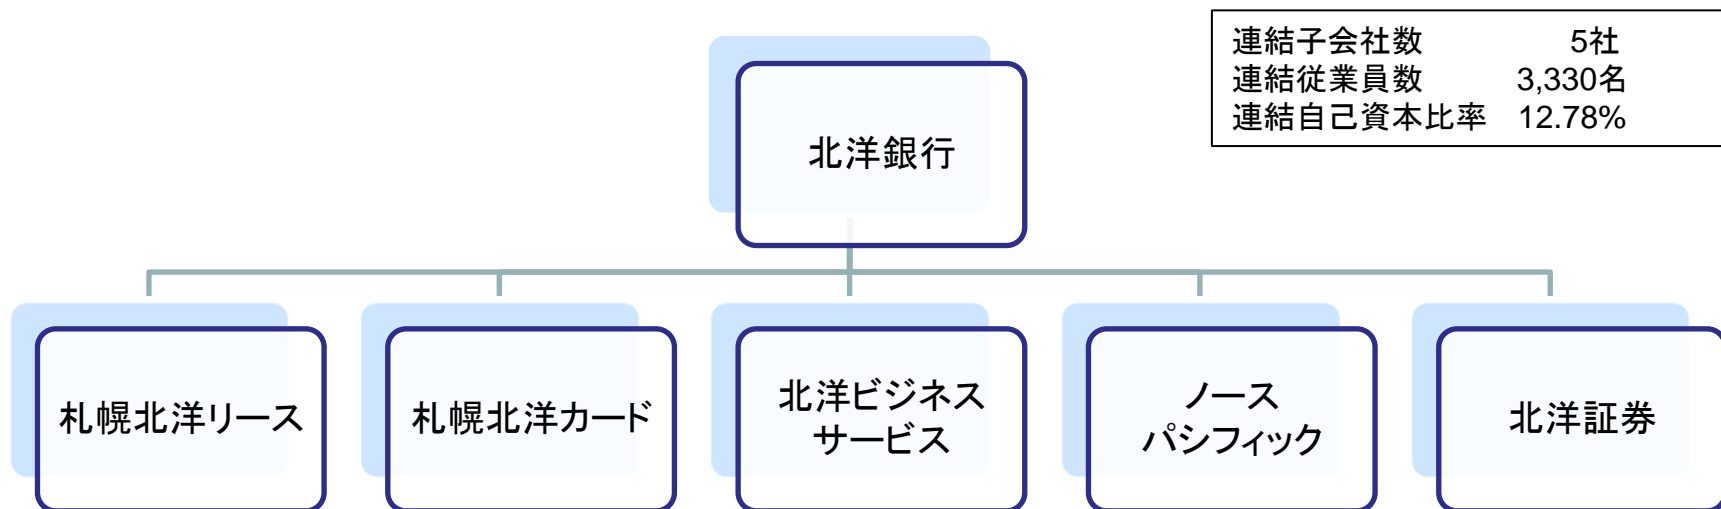 連結子会社数 5社
連結従業員数 3,330名
連結自己資本比率 12.78%
北洋銀行
札幌北洋リース
札幌北洋カード
北洋ビジネス
サービス
ノース
パシフィック
北洋証券